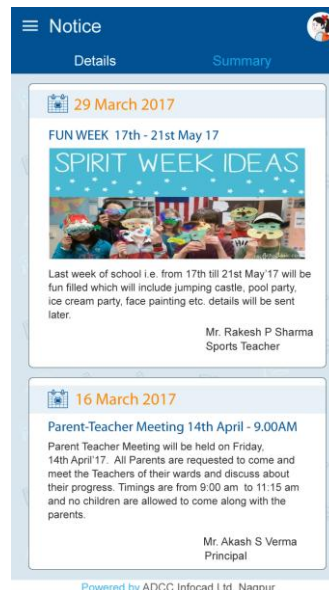 Notice
Details
Summary
29 March 2017
FUN WEEK 17th - 21st May 17
SPIRIT WEEK IDEAS
Last week of school i.e. from 17th till 21st May'17 will be
fun filled which will include jumping castle, pool party,
ice cream party, face painting etc. details will be sent
later.
Mr. Rakesh P Sharma
Sports Teacher
16 March 2017
Parent-Teacher Meeting 14th April - 9.00AM
Parent Teacher Meeting will be held on Friday,
14th April'17. All Parents are requested to come and
meet the Teachers of their wards and discuss about
their progress. Timings are from 9:00 am to 11:15 am
and no children are allowed to come along with the
parents.
Mr. Akash S Verma
Principal
Powered by ADCC Infocad Ltd, Nagpur